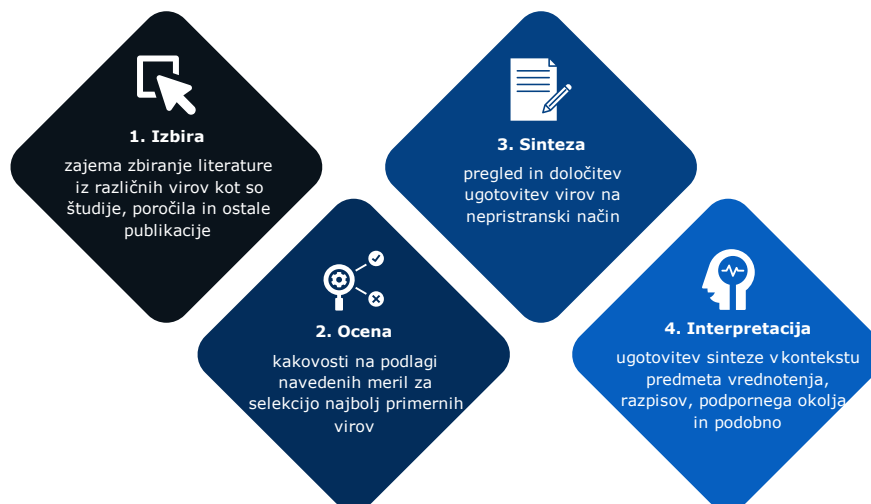 1. Izbira
zajema zbiranje literature
iz različnih virov kot so
študije, poročila in ostale
publikacije
2. Ocena
kakovosti na podlagi
navedenih meril za
selekcijo najbolj primernih
virov
3. Sinteza
pregled in določitev
ugotovitev virov na
nepristranski način
4. Interpretacija
ugotovitev sinteze v kontekstu
predmeta vrednotenja,
razpisov, podpornega okolja
in podobno